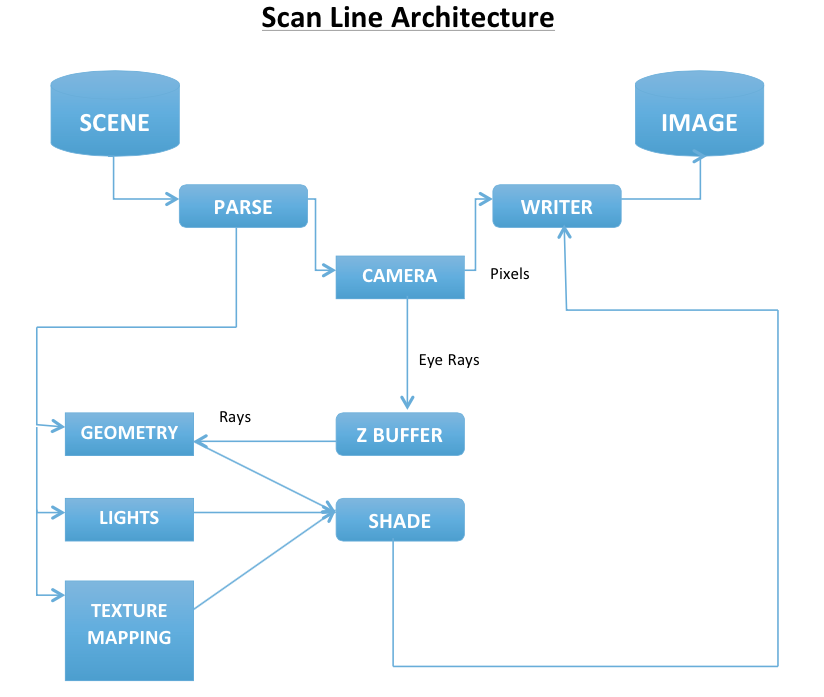 Scan Line Architecture
SCENE
IMAGE
PARSE
WRITER
CAMERA
Pixels
Eye Rays
Rays
GEOMETRY
Z BUFFER
LIGHTS
SHADE
TEXTURE
MAPPING